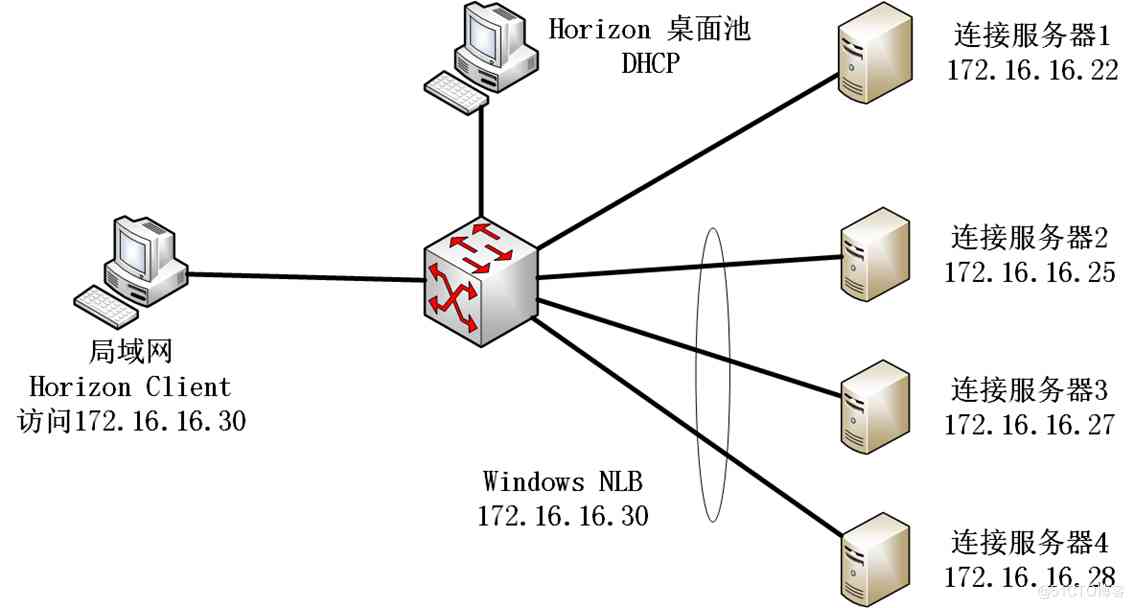 Horizon 桌面池
DHCP
连接服务器1
172.16.16.22
连接服务器2
172.16.16.25
局域网
Horizon Client
访问172.16.16.30
连接服务器3
172.16.16.27
Windows NLB
172.16.16.30
连接服务器4
172.16.16.28
@51CTO博客